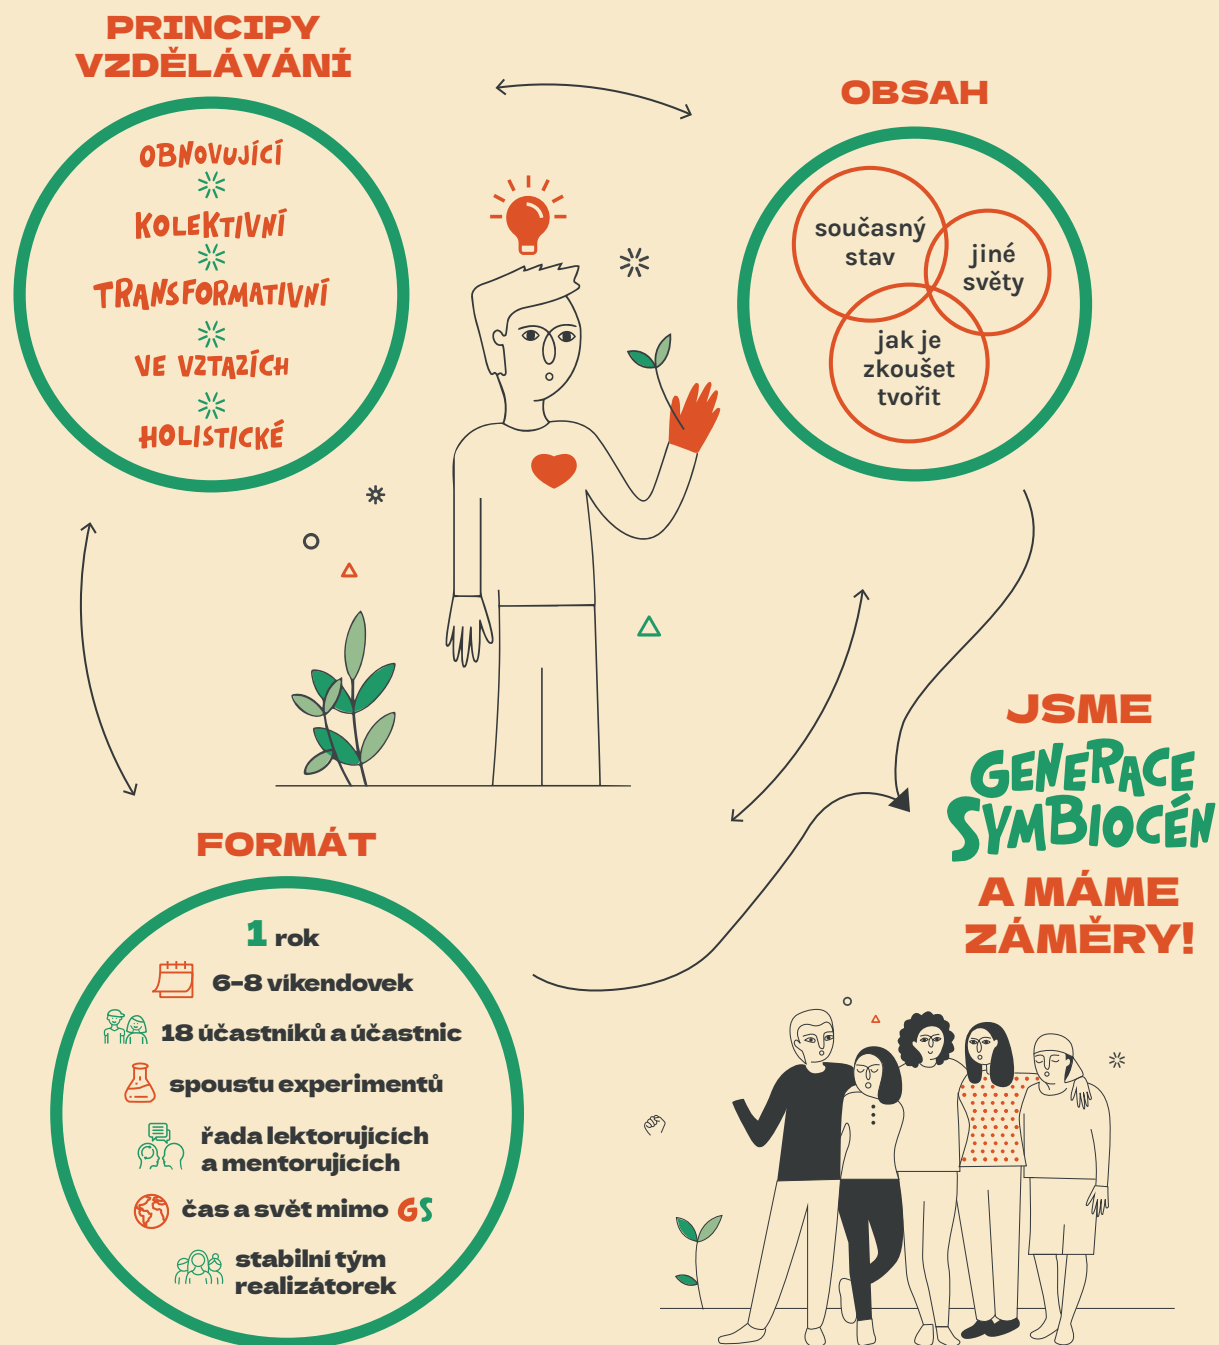 PRINCIPY
VZDĚLÁVÁNÍ
OBNOVUJÍCÍ
KOLEKTIVNÍ
TRANSFORMATIVNÍ
VE VZTAZÍCH
HOLISTICKÉ
OBSAH
současný
stav
jiné
světy
jak je
zkoušet
tvořit
FORMÁT
1 rok
6–8 víkendovek
18 účastníků a účastnic
spoustu experimentů
řada lektorujících
a mentorujících
čas a svět mimo GS
stabilní tým
realizátorek
JSME
GENERACE
SYMBIOCÉN
A MÁME
ZÁMĚRY!